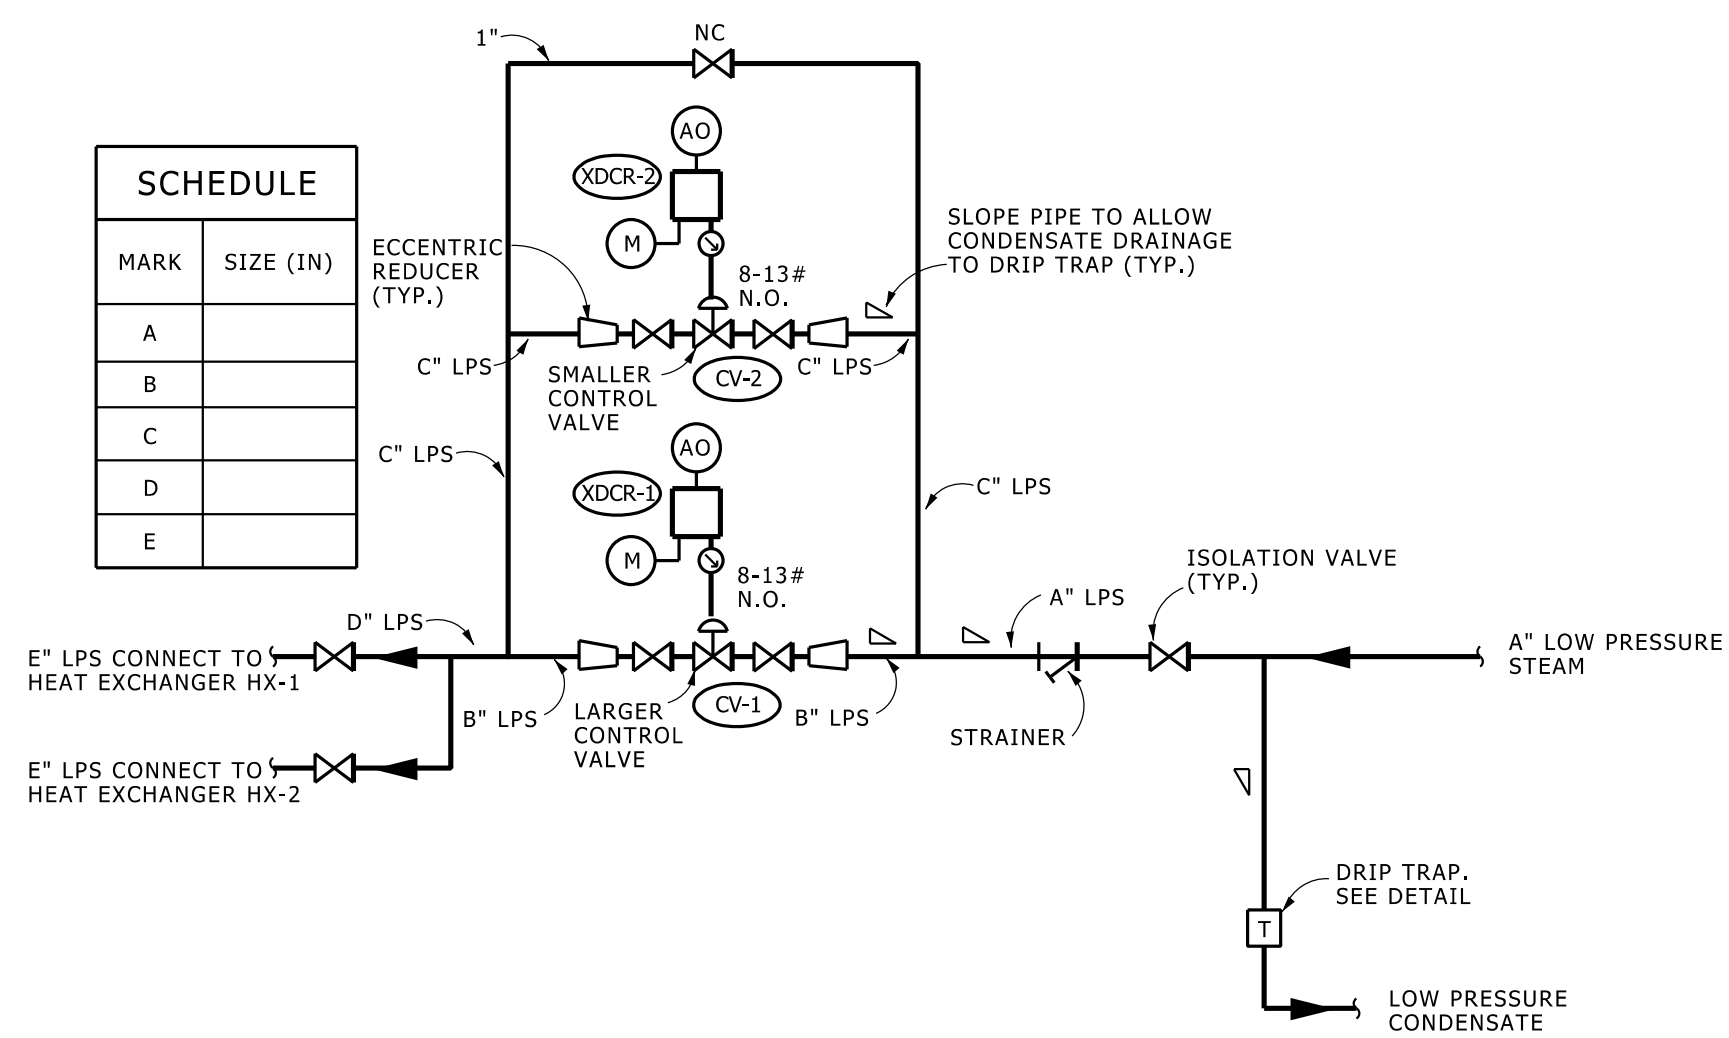 1"
NC
AO
XDCR-2
M
SCHEDULE
MARK
SIZE (IN)
A
B
C
D
E
ECCENTRIC
REDUCER
(TYP.)
8-13#
N.O.
SLOPE PIPE TO ALLOW
CONDENSATE DRAINAGE
TO DRIP TRAP (TYP.)
C" LPS
SMALLER
CONTROL
VALVE
CV-2
C" LPS
C" LPS
AO
XDCR-1
M
8-13#
N.O.
C" LPS
ISOLATION VALVE
(TYP.)
A" LPS
D" LPS
E" LPS CONNECT TO
HEAT EXCHANGER HX-1
B" LPS
LARGER
CONTROL
VALVE
CV-1
B" LPS
STRAINER
A" LOW PRESSURE
STEAM
E" LPS CONNECT TO
HEAT EXCHANGER HX-2
DRIP TRAP.
SEE DETAIL
T
LOW PRESSURE
CONDENSATE